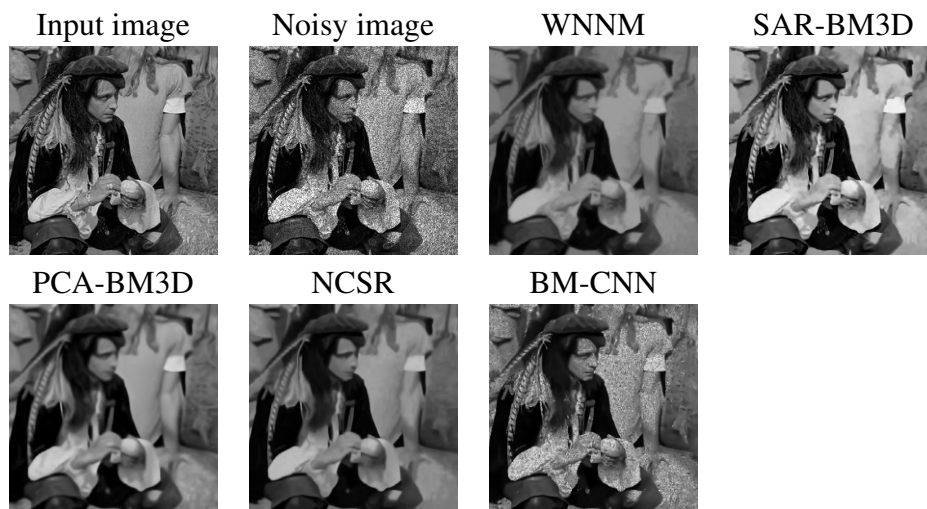 Input image
Noisy image
WNNM
SAR-BM3D
PCA-BM3D
NCSR
BM-CNN